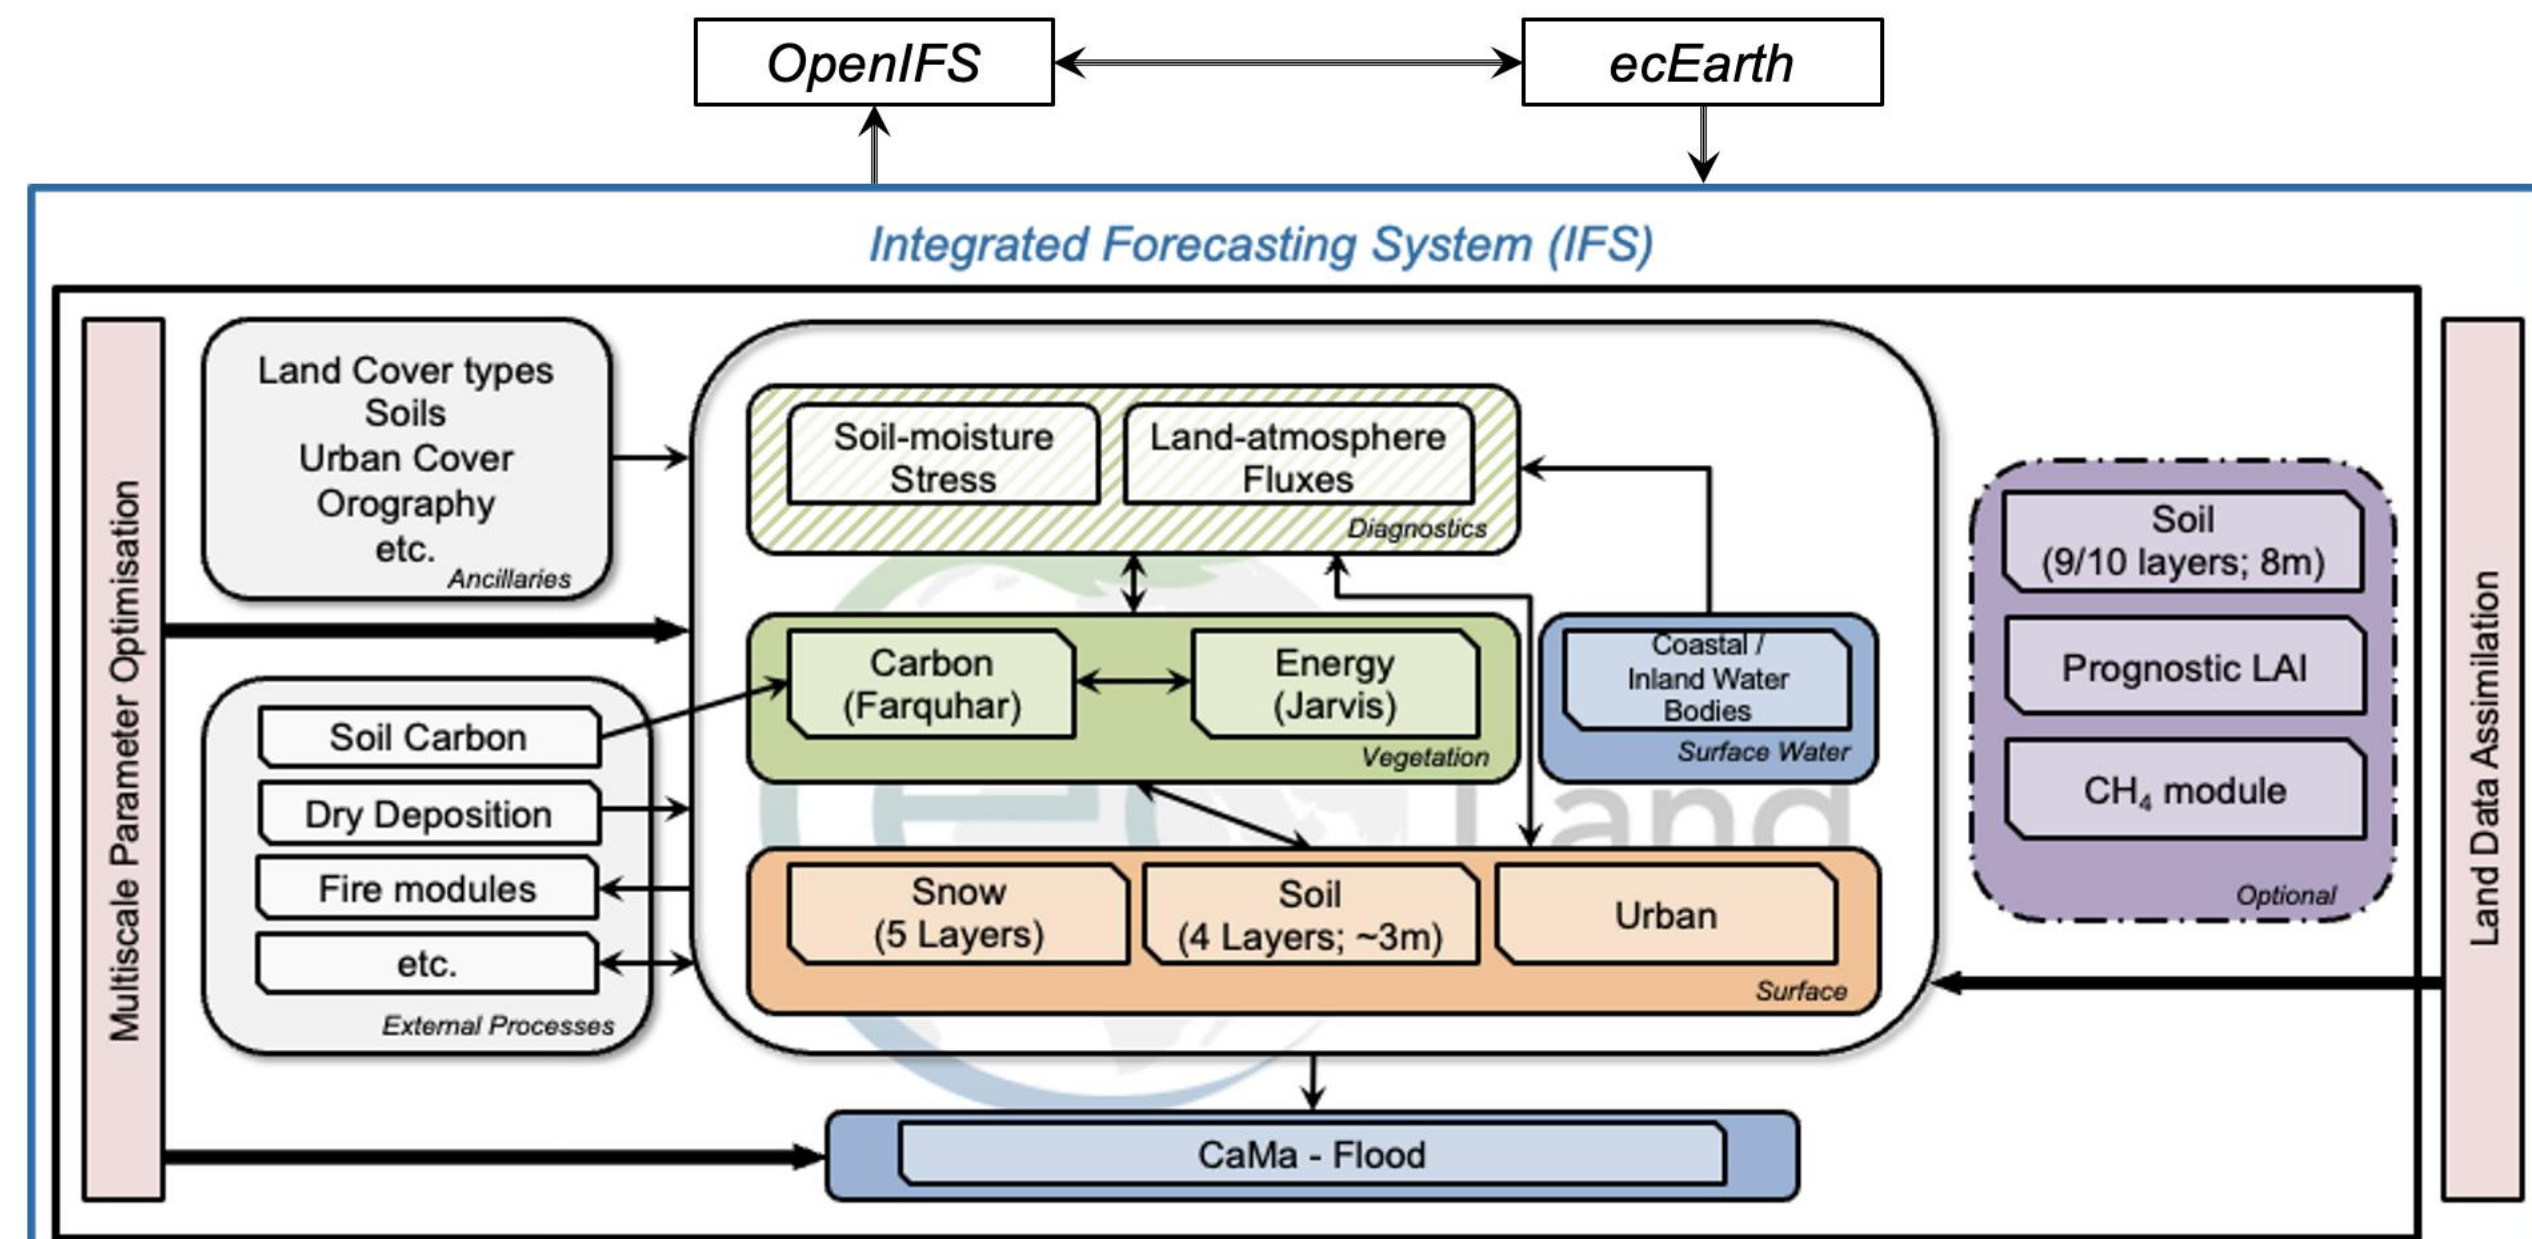 OpenIFS
ecEarth
Integrated Forecasting System (IFS)
Multiscale Parameter Optimisation
Land Cover types
Soils
Urban Cover
Orography
etc.
Ancillaries
Soil Carbon
Dry Deposition
Fire modules
etc.
External Processes
Soil-moisture
Stress
Land-atmosphere
Fluxes
Diagnostics
Carbon
(Farquhar)
Energy
(Jarvis)
Vegetation
Coastal /
Inland Water
Bodies
Surface Water
ec Land
Snow
(5 Layers)
Soil
(4 Layers; ~3m)
Urban
Surface
CaMa - Flood
Soil
(9/10 layers; 8m)
Prognostic LAI
CH₄ module
Optional
Land Data Assimilation